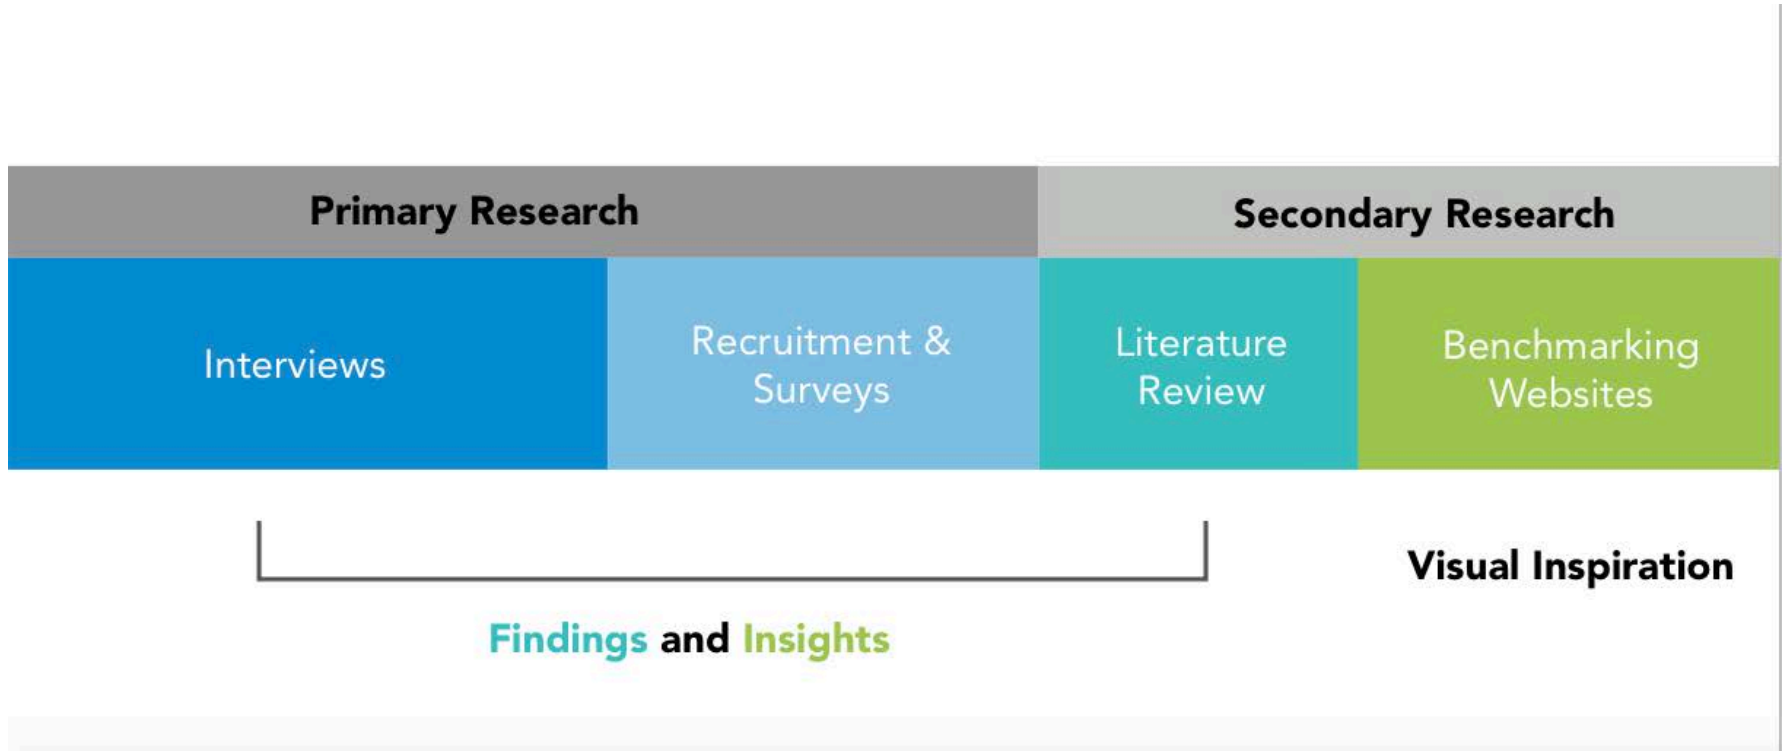 Primary Research
Secondary Research
Interviews
Recruitment &
Surveys
Literature
Review
Benchmarking
Websites
Visual Inspiration
Findings and Insights